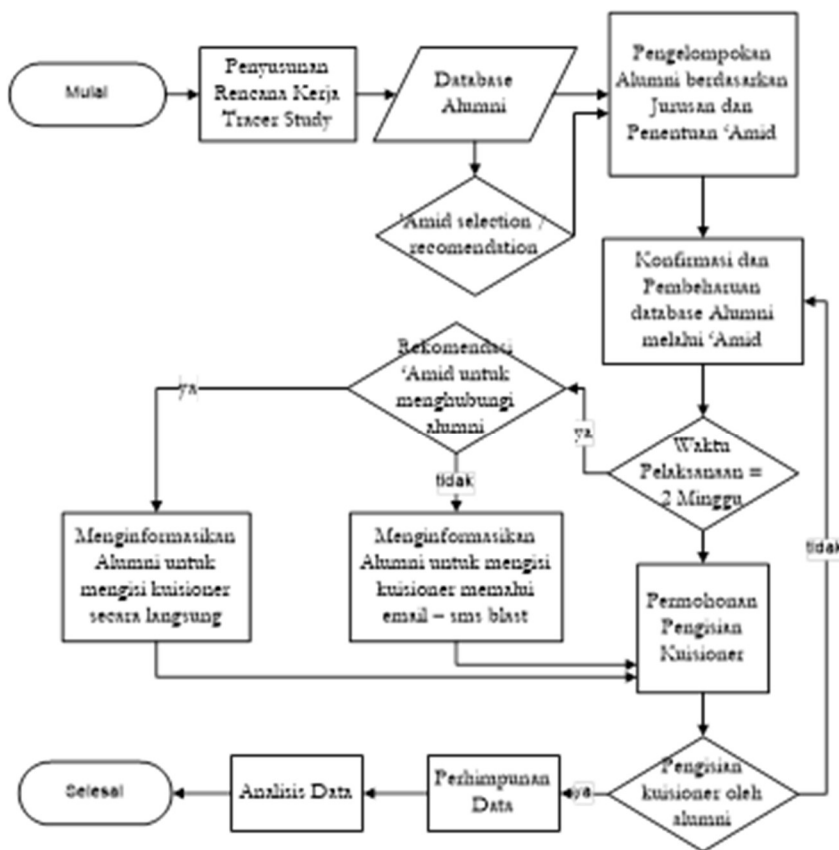 Mulai
Penyusunan
Rencana Kerja
Tracer Study
Database
Alumni
Pengelompokan
Alumni berdasarkan
Jurusan dan
Penentuan ‘Amid
‘Amid selection /
recomendation
Konfirmasi dan
Pembeharuan
database Alumni
melalui ‘Amid
Rekomendasi
‘Amid untuk
menghubungi
alumni
ya
ya
tidak
Waktu
Pelaksanaan =
2 Minggu
tidak
Menginformasikan
Alumni untuk
mengisi kuisioner
secara langsung
Menginformasikan
Alumni untuk mengisi
kuisioner memalui
email – sms blast
Permohonan
Pengisian
Kuisioner
Selesai
Analisis Data
Perhimpunan
Data
ya
Pengisian
kuisioner oleh
alumni